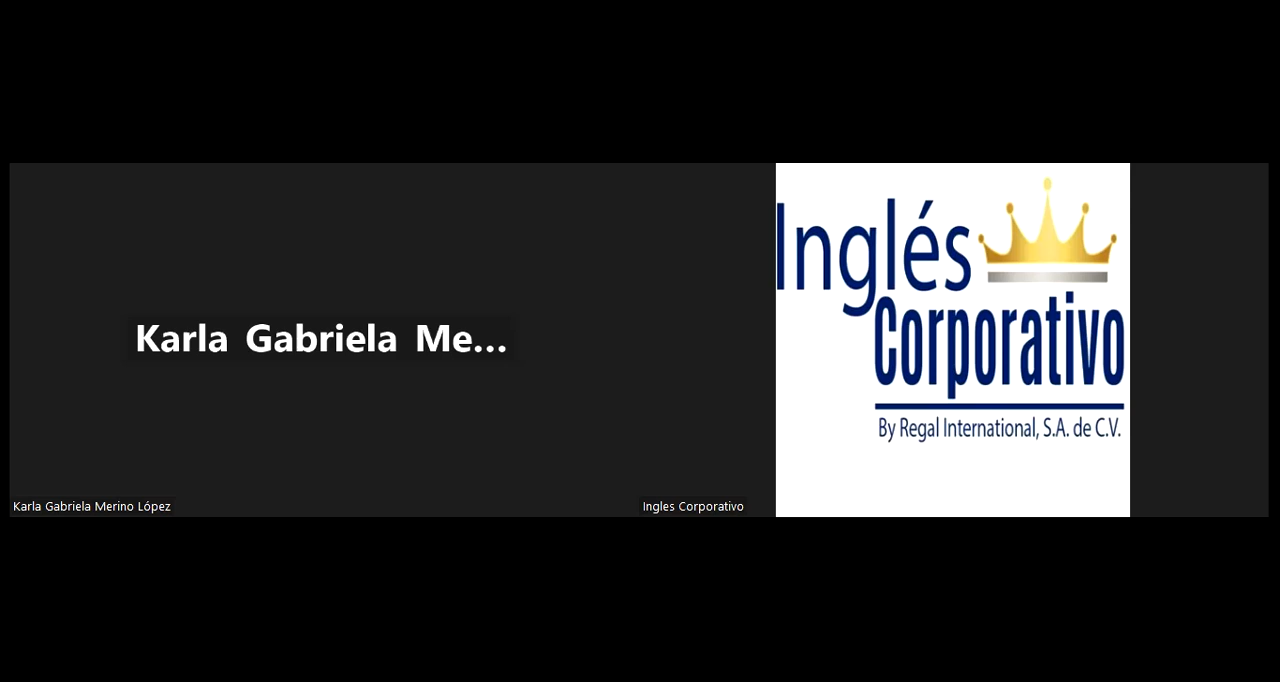 Karla Gabriela Me...
Karla Gabriela Merino López
Ingles Corporativo
Inglés
Corporativo
By Regal International, S.A. de C.V.